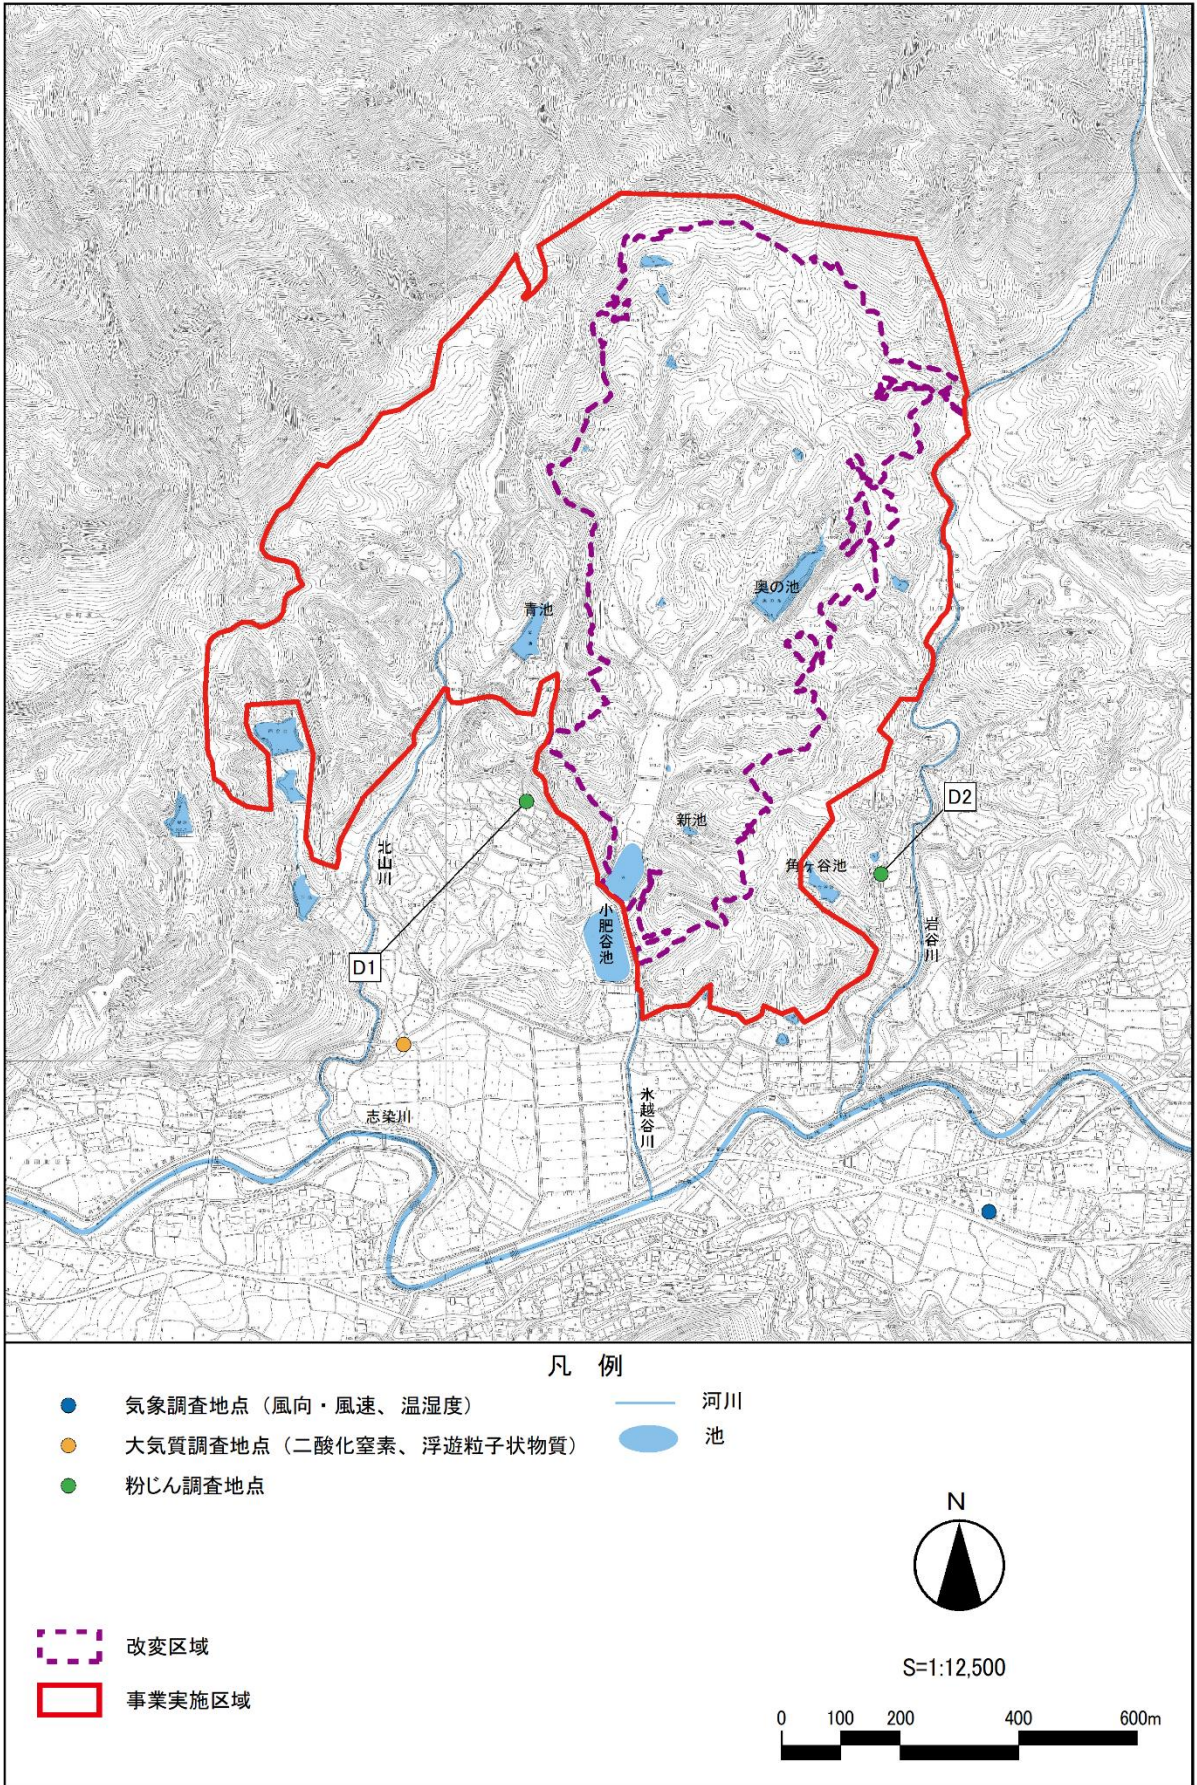 青池
奥の池
新池
角ヶ谷池
D2
北山川
小肥谷池
岩谷川
D1
志染川
氷越谷川
凡 例
気象調査地点（風向・風速、温湿度）
河川
大気質調査地点（二酸化窒素、浮遊粒子状物質）
池
粉じん調査地点
N
改変区域
S=1:12,500
事業実施区域
0 100 200 400 600m